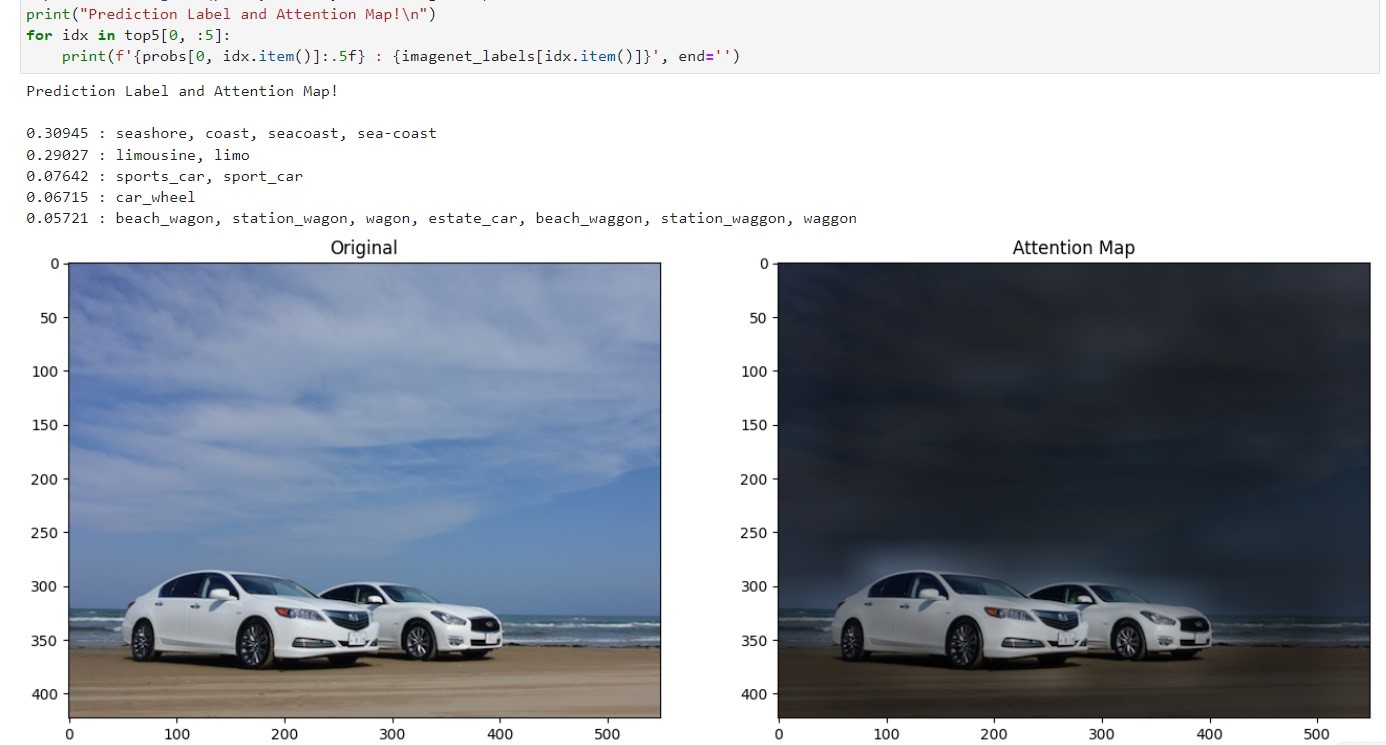 print("Prediction Label and Attention Map!\n")
for idx in top5[0, :5]:
    print(f'{probs[0, idx.item()]:.5f} : {imagenet_labels[idx.item()]}', end='')
Prediction Label and Attention Map!
0.30945 : seashore, coast, seacoast, sea-coast
0.29027 : limousine, limo
0.07642 : sports_car, sport_car
0.06715 : car_wheel
0.05721 : beach_wagon, station_wagon, wagon, estate_car, beach_waggon, station_waggon, waggon
Original
0
50
100
150
200
250
300
350
400
0 100 200 300 400 500
Attention Map
0
50
100
150
200
250
300
350
400
0 100 200 300 400 500